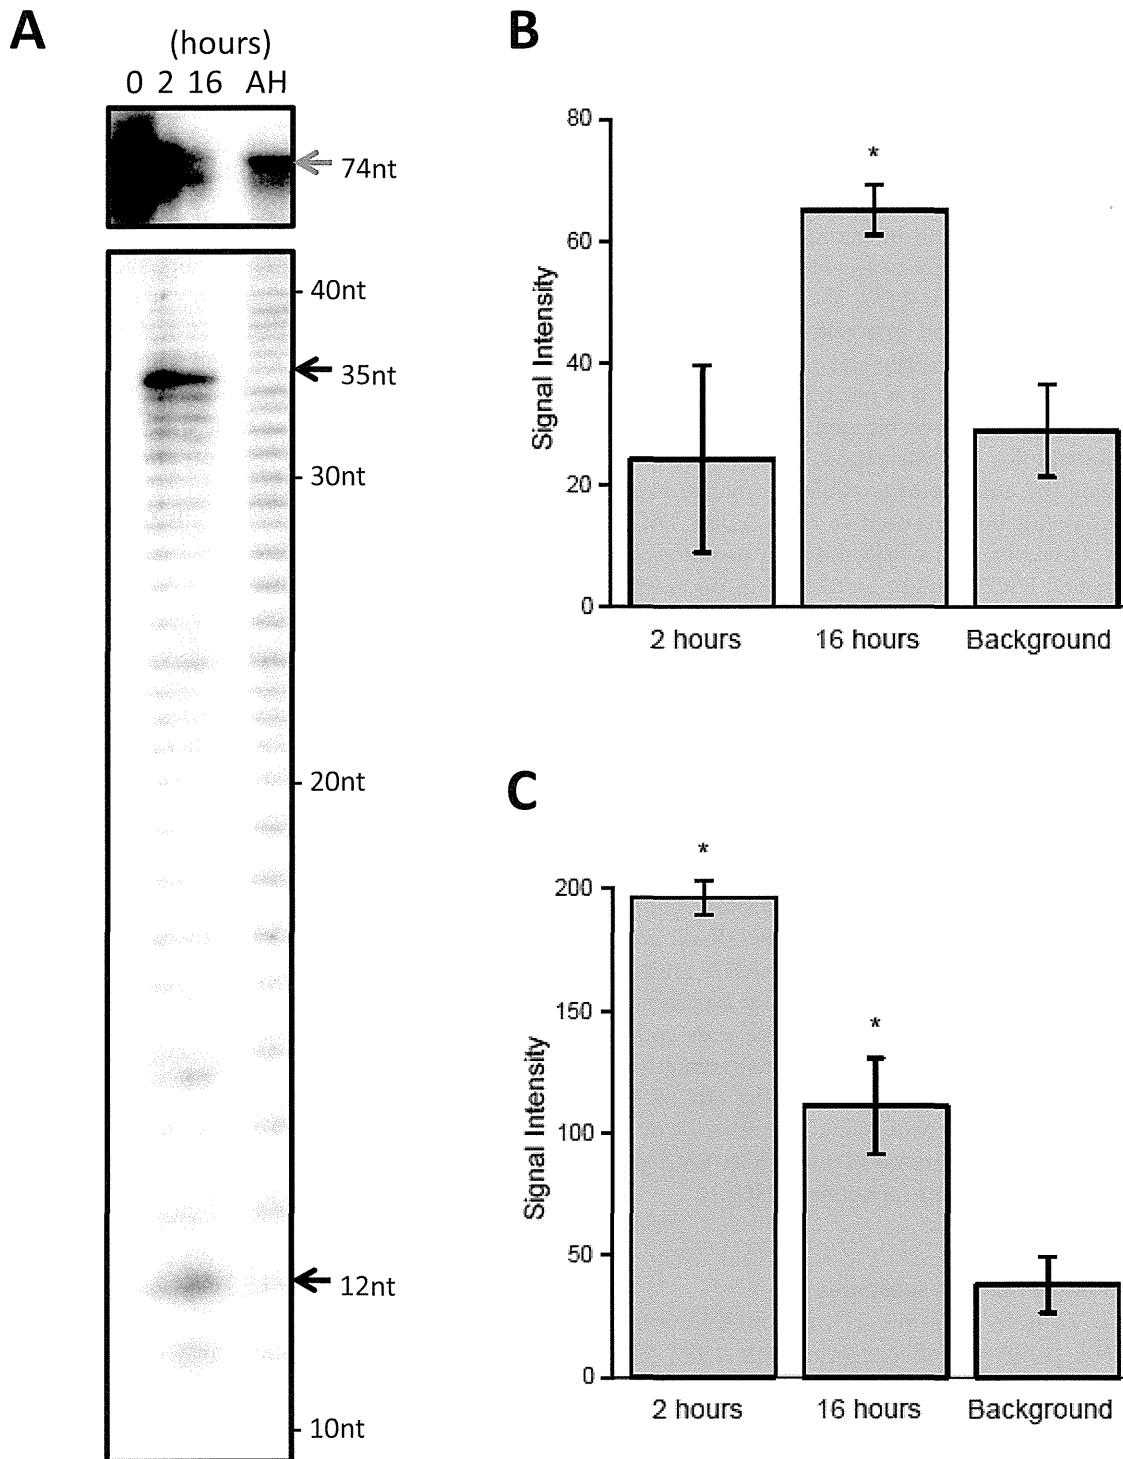 A
(hours)
0 2 16 AH
74nt
40nt
35nt
30nt
20nt
12nt
10nt
B
80
60
40
20
0
Signal Intensity
*
2 hours
16 hours
Background
C
200
150
100
50
0
Signal Intensity
*
*
2 hours
16 hours
Background